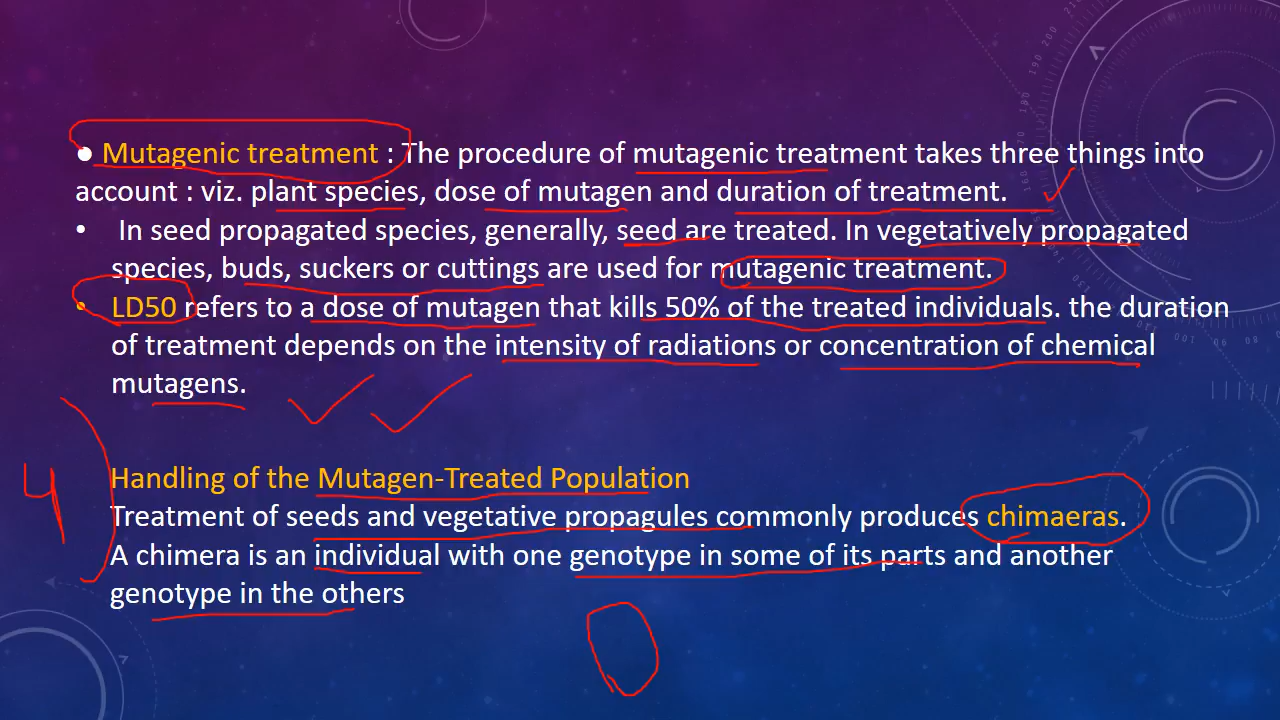 ● Mutagenic treatment : The procedure of mutagenic treatment takes three things into
account : viz. plant species, dose of mutagen and duration of treatment.
• In seed propagated species, generally, seed are treated. In vegetatively propagated
species, buds, suckers or cuttings are used for mutagenic treatment.
• LD50 refers to a dose of mutagen that kills 50% of the treated individuals. the duration
of treatment depends on the intensity of radiations or concentration of chemical
mutagens.
4
Handling of the Mutagen-Treated Population
Treatment of seeds and vegetative propagules commonly produces chimaeras.
A chimera is an individual with one genotype in some of its parts and another
genotype in the others